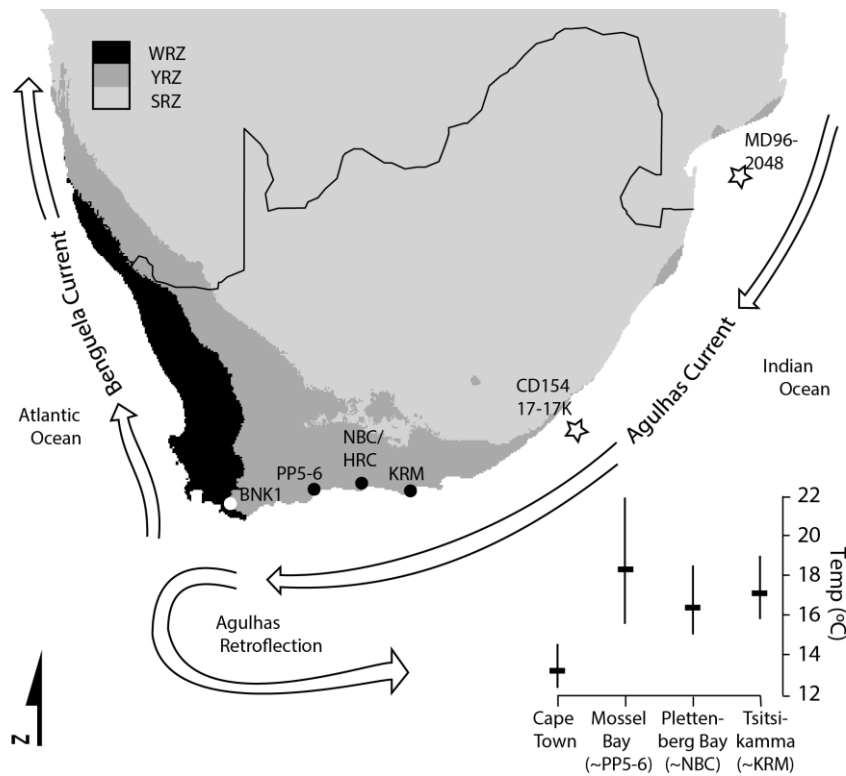 WRZ
YRZ
SRZ
MD96-
2048
Benguela Current
Agulhas Current
Indian
Ocean
Atlantic
Ocean
CD154
17-17K
NBC/
HRC
PP5-6
KRM
BNK1
Agulhas
Retroflection
N
22
20
18
16
14
12
Temp (°C)
Cape
Town
Mossel
Bay
(~PP5-6)
Pletten-
berg Bay
(~NBC)
Tsitsi-
kamma
(~KRM)